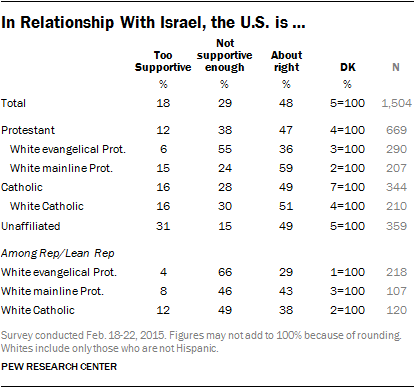 In Relationship With Israel, the U.S. is ...
Too Supportive Not supportive enough About right DK N
% % % %
Total 18 29 48 5=100 1,504
Protestant 12 38 47 4=100 669
White evangelical Prot. 6 55 36 3=100 290
White mainline Prot. 15 24 59 2=100 207
Catholic 16 28 49 7=100 344
White Catholic 16 30 51 4=100 210
Unaffiliated 31 15 49 5=100 359
Among Rep/Lean Rep
White evangelical Prot. 4 66 29 1=100 218
White mainline Prot. 8 46 43 3=100 107
White Catholic 12 49 38 2=100 120
Survey conducted Feb. 18-22, 2015. Figures may not add to 100% because of rounding.
Whites include only those who are not Hispanic.
PEW RESEARCH CENTER